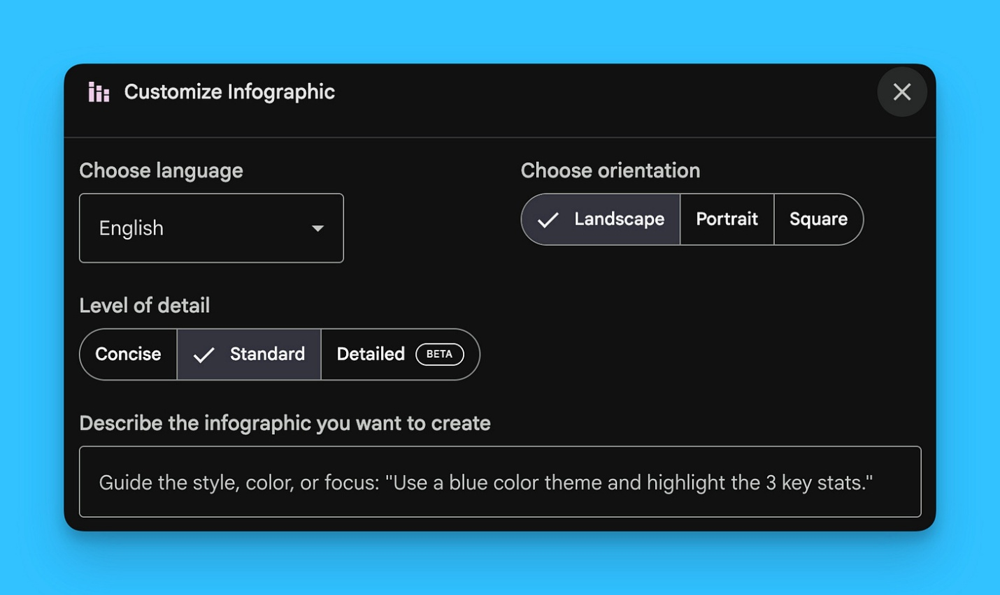 Customize Infographic
Choose language
English
Choose orientation
Landscape
Portrait
Square
Level of detail
Concise
Standard
Detailed BETA
Describe the infographic you want to create
Guide the style, color, or focus: "Use a blue color theme and highlight the 3 key stats."